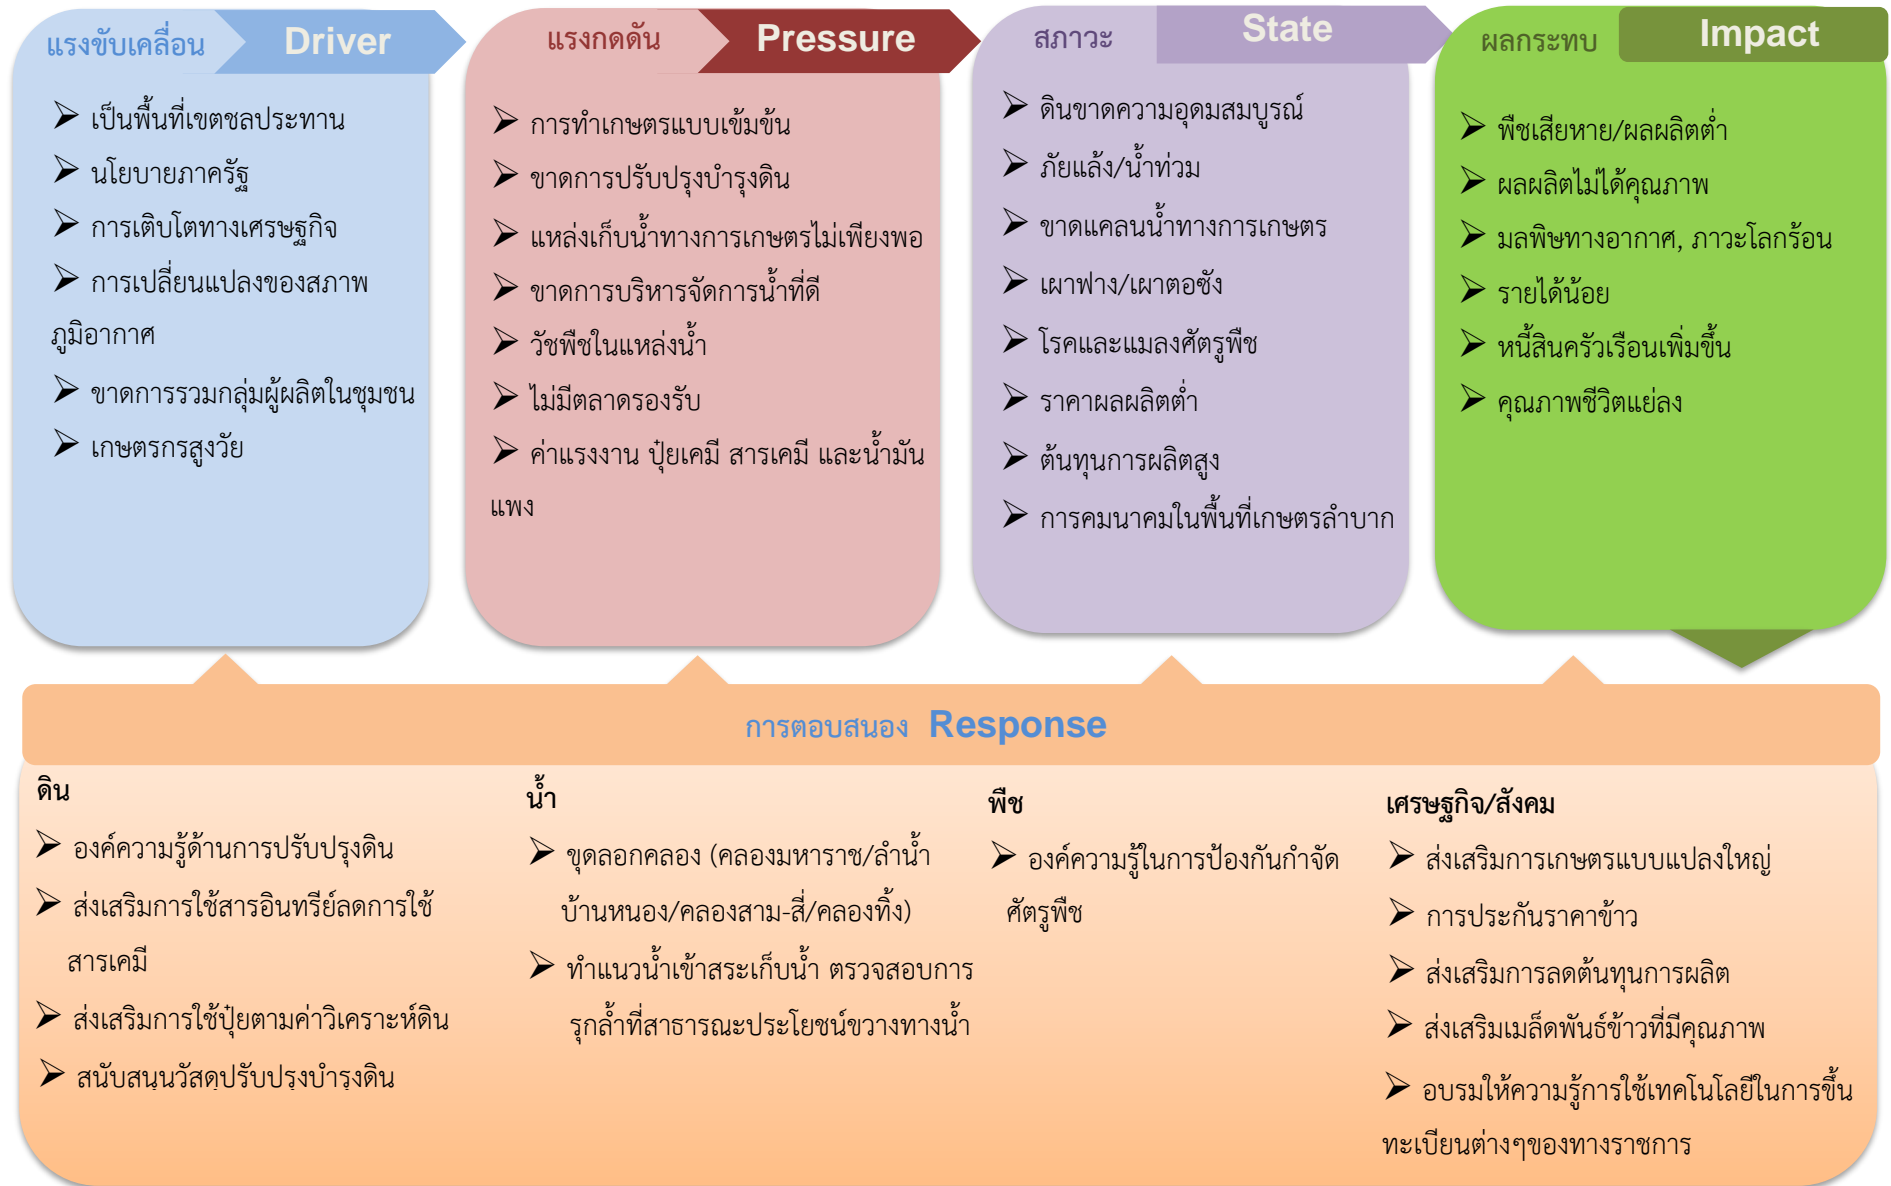 แรงขับเคลื่อน Driver
➢ เป็นพื้นที่เขตชลประทาน
➢ นโยบายภาครัฐ
➢ การเติบโตทางเศรษฐกิจ
➢ การเปลี่ยนแปลงของสภาพ
ภูมิอากาศ
➢ ขาดการรวมกลุ่มผู้ผลิตในชุมชน
➢ เกษตรกรสูงวัย
แรงกดดัน Pressure
➢ การทำเกษตรแบบเข้มข้น
➢ ขาดการปรับปรุงบำรุงดิน
➢ แหล่งเก็บน้ำทางการเกษตรไม่เพียงพอ
➢ ขาดการบริหารจัดการน้ำที่ดี
➢ วัชพืชในแหล่งน้ำ
➢ ไม่มีตลาดรองรับ
➢ ค่าแรงงาน ปุ๋ยเคมี สารเคมี และน้ำมัน
แพง
สภาวะ State
➢ ดินขาดความอุดมสมบูรณ์
➢ ภัยแล้ง/น้ำท่วม
➢ ขาดแคลนน้ำทางการเกษตร
➢ เผาฟาง/เผาตอซัง
➢ โรคและแมลงศัตรูพืช
➢ ราคาผลผลิตต่ำ
➢ ต้นทุนการผลิตสูง
➢ การคมนาคมในพื้นที่เกษตรลำบาก
ผลกระทบ Impact
➢ พืชเสียหาย/ผลผลิตต่ำ
➢ ผลผลิตไม่ได้คุณภาพ
➢ มลพิษทางอากาศ, ภาวะโลกร้อน
➢ รายได้น้อย
➢ หนี้สินครัวเรือนเพิ่มขึ้น
➢ คุณภาพชีวิตแย่ลง
การตอบสนอง Response
ดิน
➢ องค์ความรู้ด้านการปรับปรุงดิน
➢ ส่งเสริมการใช้สารอินทรีย์ลดการใช้
สารเคมี
➢ ส่งเสริมการใช้ปุ๋ยตามค่าวิเคราะห์ดิน
➢ สนับสนุนวัสดุปรับปรุงบำรุงดิน
น้ำ
➢ ขุดลอกคลอง (คลองมหาราช/ลำน้ำ
บ้านหนอง/คลองสาม-สี่/คลองทิ้ง)
➢ ทำแนวน้ำเข้าสระเก็บน้ำ ตรวจสอบการ
รุกล้ำที่สาธารณะประโยชน์ขวางทางน้ำ
พืช
➢ องค์ความรู้ในการป้องกันกำจัด
ศัตรูพืช
เศรษฐกิจ/สังคม
➢ ส่งเสริมการเกษตรแบบแปลงใหญ่
➢ การประกันราคาข้าว
➢ ส่งเสริมการลดต้นทุนการผลิต
➢ ส่งเสริมเมล็ดพันธ์ข้าวที่มีคุณภาพ
➢ อบรมให้ความรู้การใช้เทคโนโลยีในการขึ้น
ทะเบียนต่างๆของทางราชการ